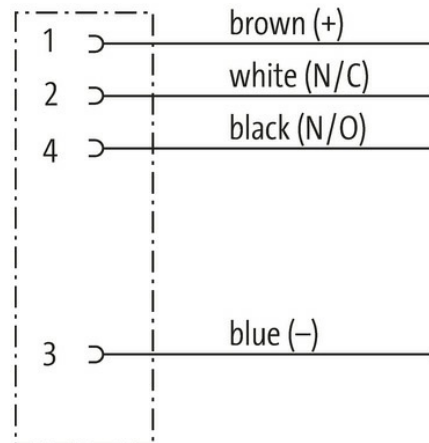 1 brown (+)
2 white (N/C)
4 black (N/O)
3 blue (–)